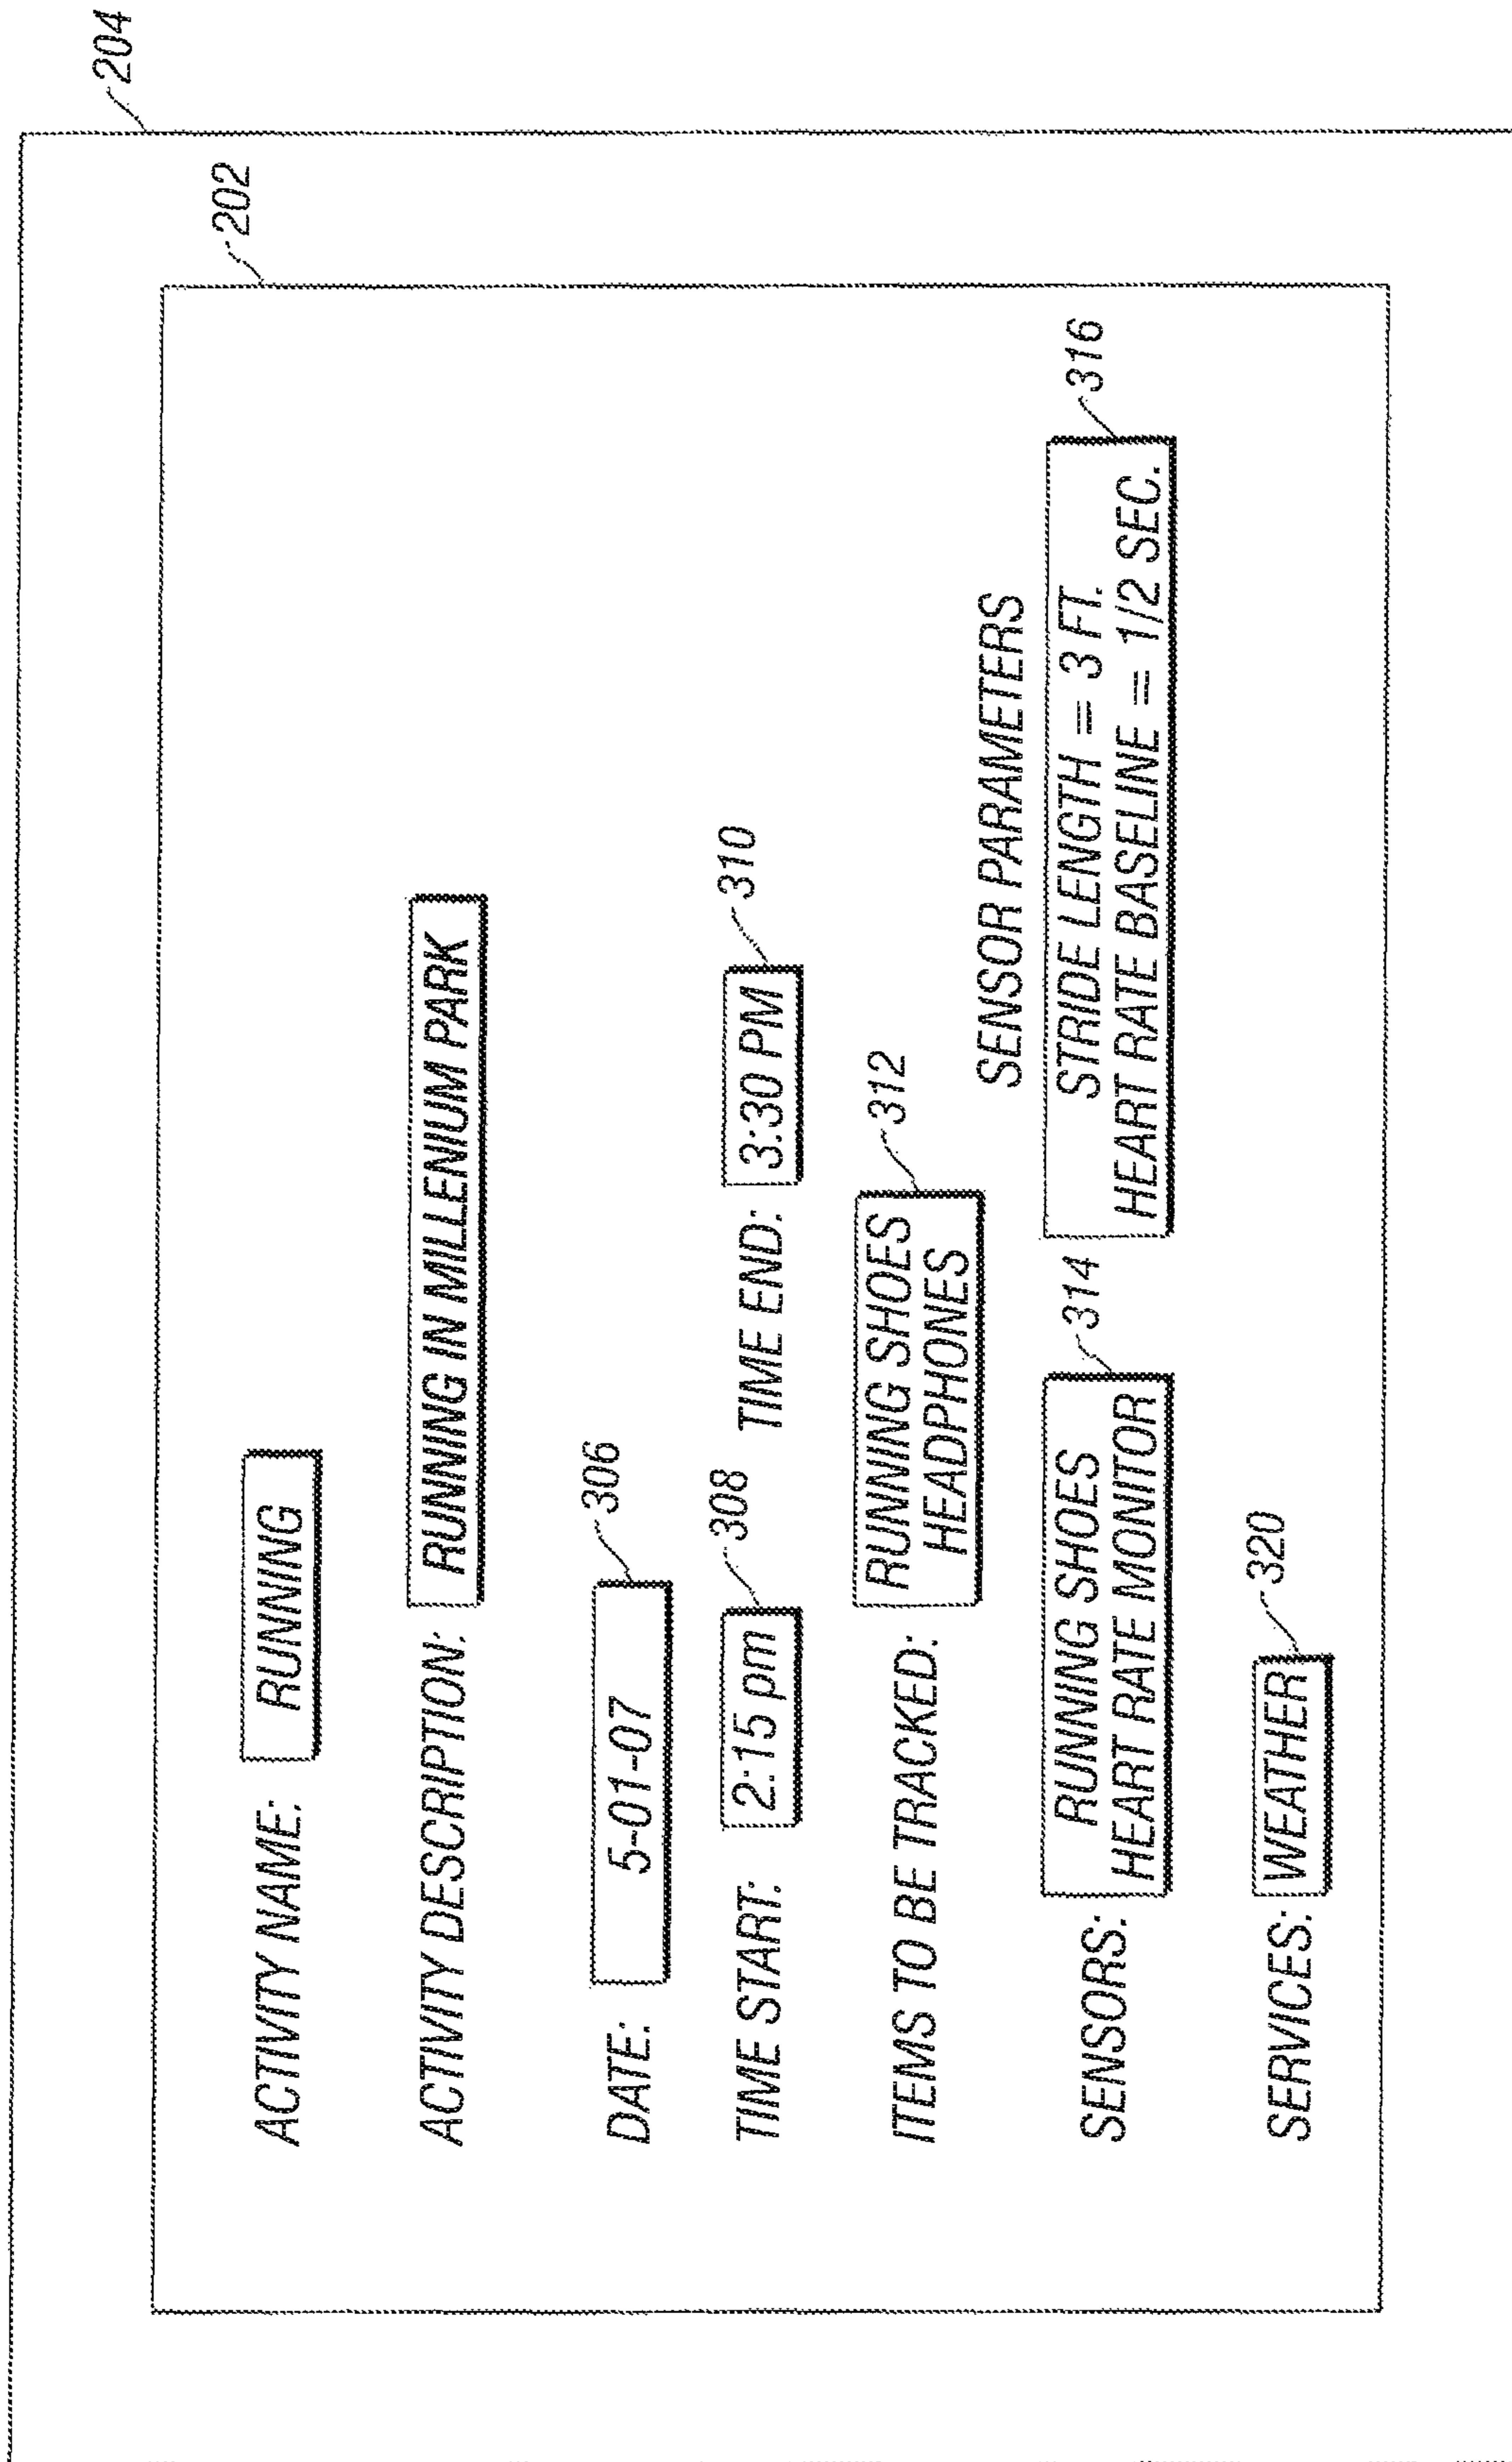 204
202
ACTIVITY NAME: RUNNING
ACTIVITY DESCRIPTION: RUNNING IN MILLENIUM PARK
306
DATE: 5-01-07
308 310
TIME START: 2:15 pm TIME END: 3:30 PM
312
ITEMS TO BE TRACKED: RUNNING SHOES
HEADPHONES
SENSOR PARAMETERS
314 316
SENSORS: RUNNING SHOES STRIDE LENGTH = 3 FT.
HEART RATE MONITOR HEART RATE BASELINE = 1/2 SEC.
320
SERVICES: WEATHER